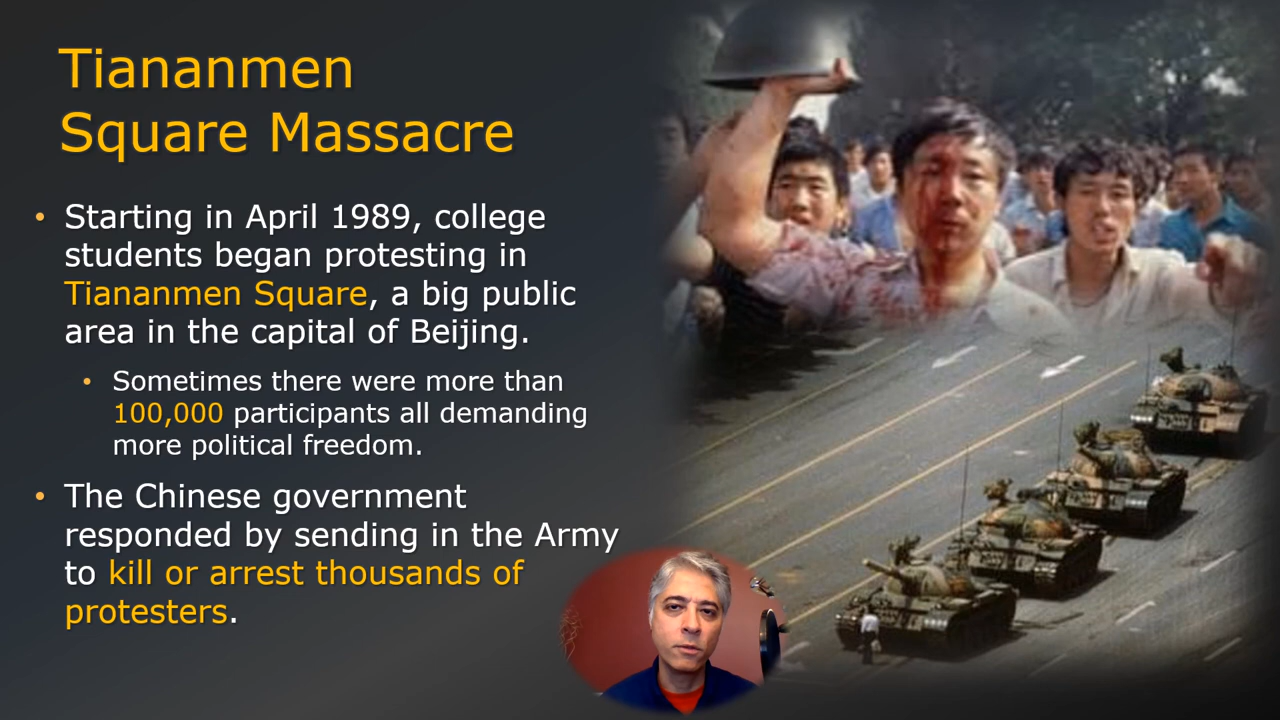 Tiananmen
Square Massacre
• Starting in April 1989, college
students began protesting in
Tiananmen Square, a big public
area in the capital of Beijing.
• Sometimes there were more than
100,000 participants all demanding
more political freedom.
• The Chinese government
responded by sending in the Army
to kill or arrest thousands of
protesters.